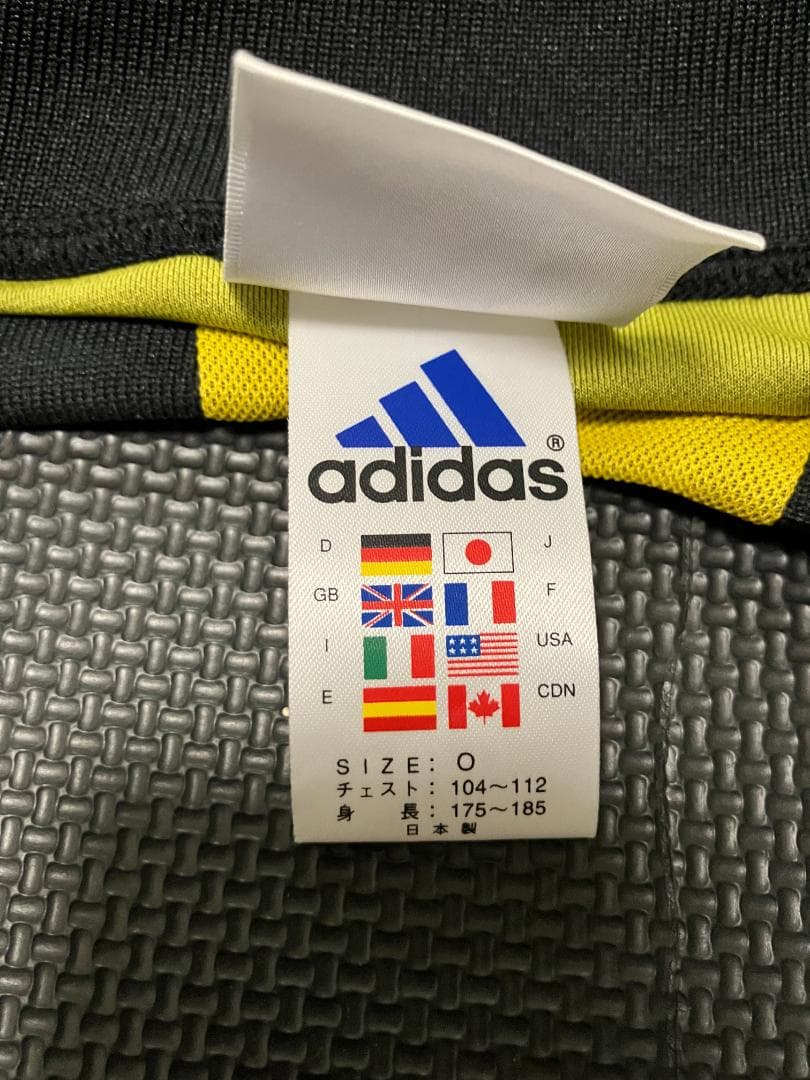 adidas®
D J
GB F
I USA
E CDN
SIZE: O
チェスト: 104〜112
身長: 175〜185
日本製